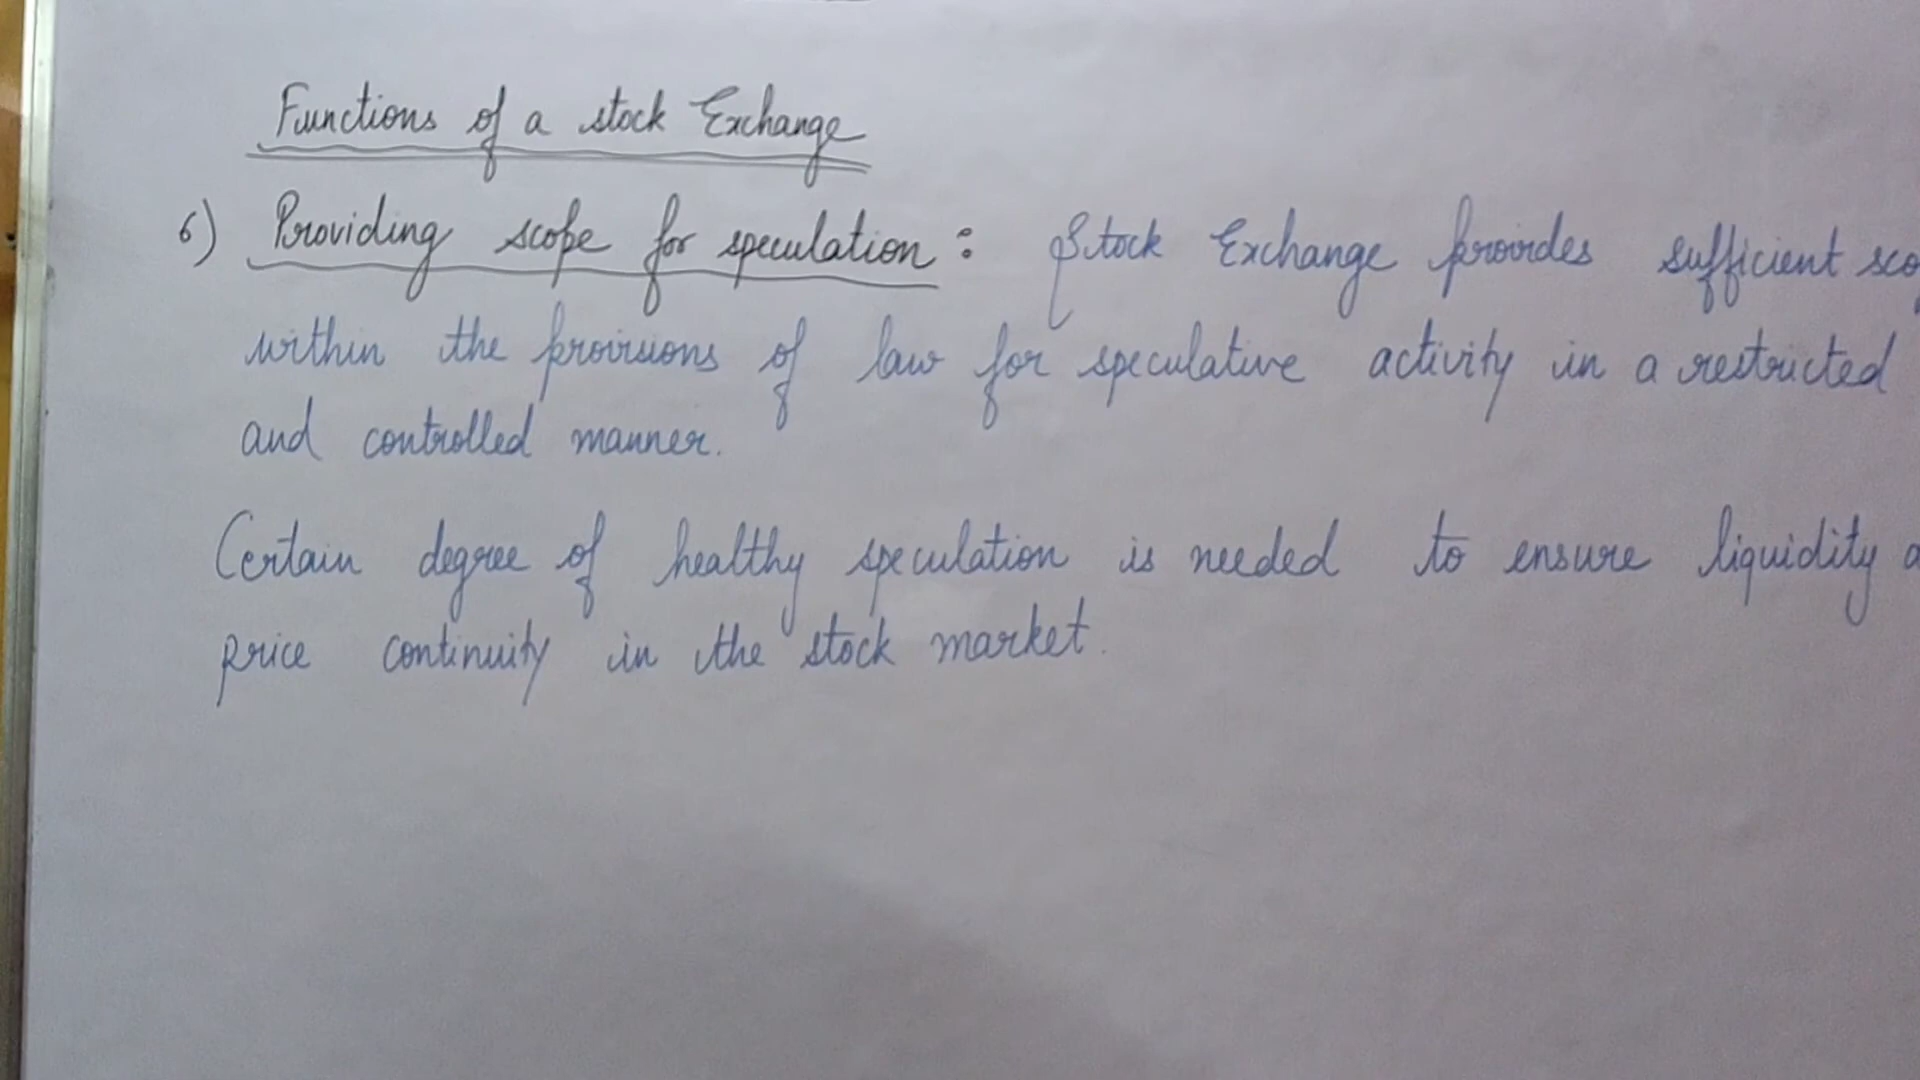 Functions of a stock Exchange
6) Providing scope for speculation : Stock Exchange provides sufficient sco
within the provisions of law for speculative activity in a restricted
and controlled manner.
Certain degree of healthy speculation is needed to ensure liquidity a
price continuity in the stock market.